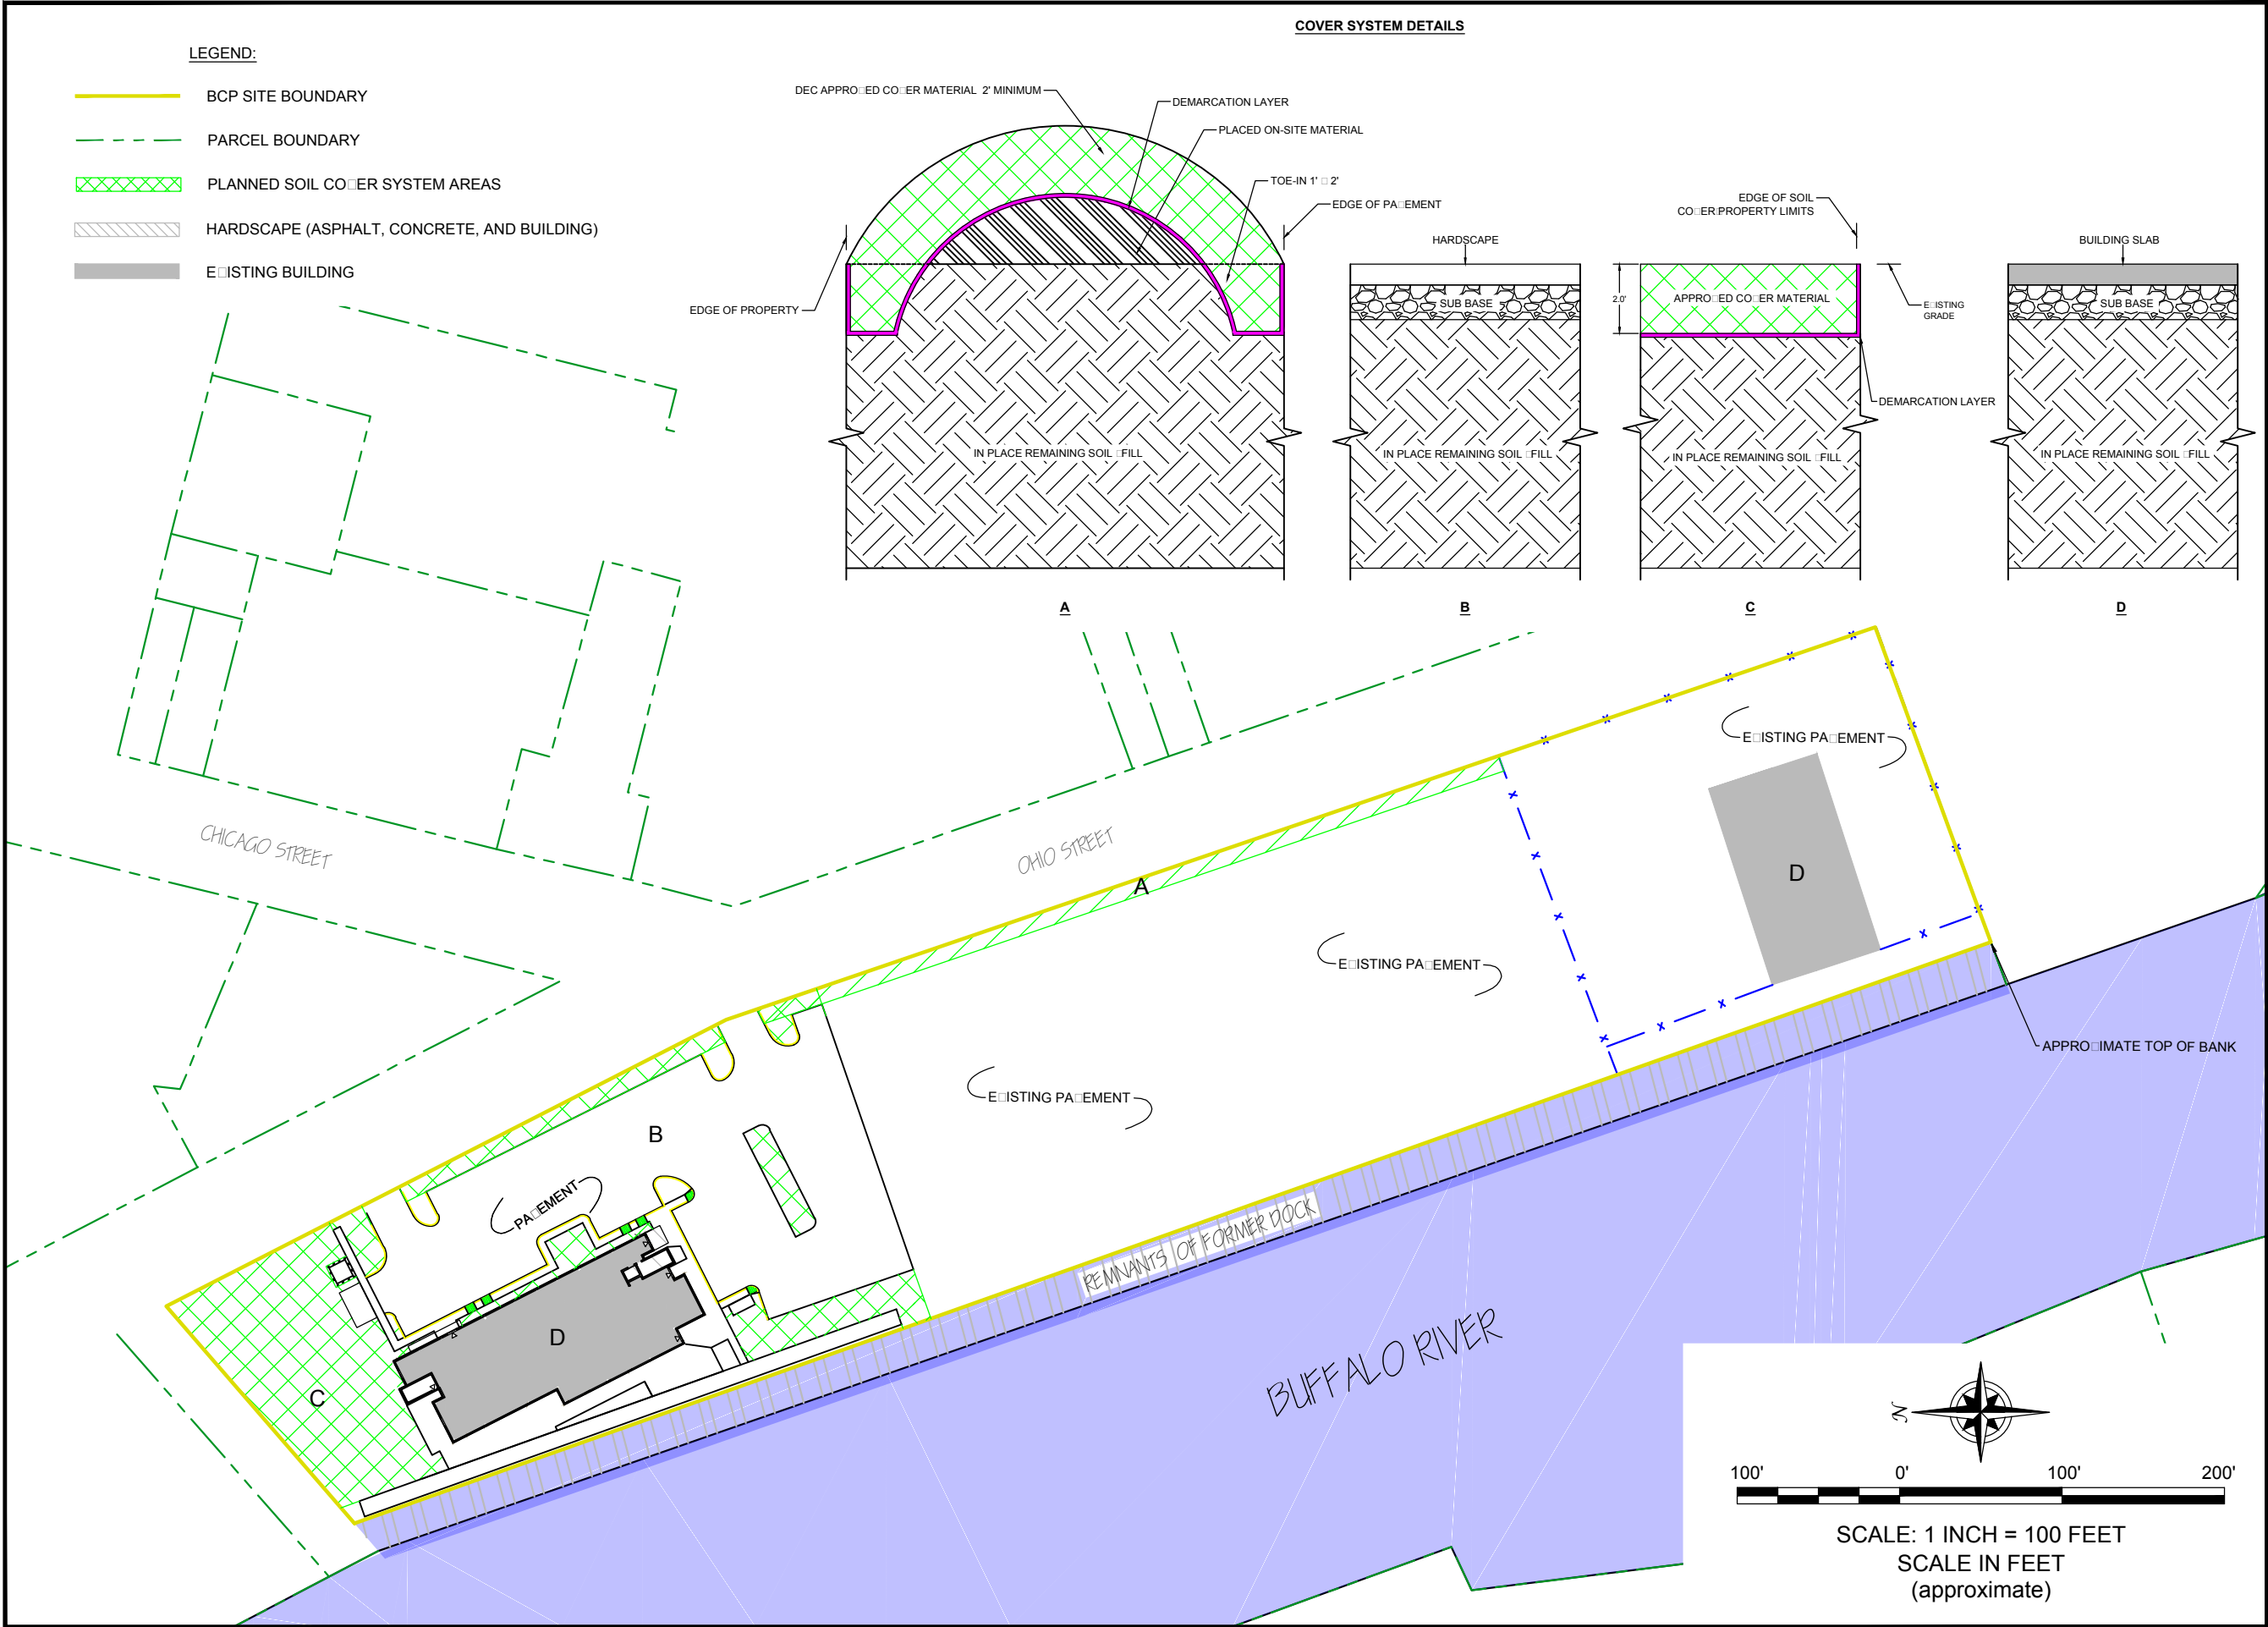 COVER SYSTEM DETAILS
LEGEND:
BCP SITE BOUNDARY
PARCEL BOUNDARY
PLANNED SOIL CO□ER SYSTEM AREAS
HARDSCAPE (ASPHALT, CONCRETE, AND BUILDING)
E□ISTING BUILDING
DEC APPRO□ED CO□ER MATERIAL 2' MINIMUM
DEMARCATION LAYER
PLACED ON-SITE MATERIAL
TOE-IN 1' □ 2'
EDGE OF PA□EMENT
EDGE OF PROPERTY
IN PLACE REMAINING SOIL □FILL
A
HARDSCAPE
SUB BASE
IN PLACE REMAINING SOIL □FILL
B
EDGE OF SOIL
CO□ER□PROPERTY LIMITS
2.0'
APPRO□ED CO□ER MATERIAL
E□ISTING
GRADE
DEMARCATION LAYER
IN PLACE REMAINING SOIL □FILL
C
BUILDING SLAB
SUB BASE
IN PLACE REMAINING SOIL □FILL
D
CHICAGO STREET
OHIO STREET
A
E□ISTING PA□EMENT
D
E□ISTING PA□EMENT
APPRO□IMATE TOP OF BANK
E□ISTING PA□EMENT
B
PA□EMENT
D
C
REMNANTS OF FORMER DOCK
BUFFALO RIVER
N
100' 0' 100' 200'
SCALE: 1 INCH = 100 FEET
SCALE IN FEET
(approximate)